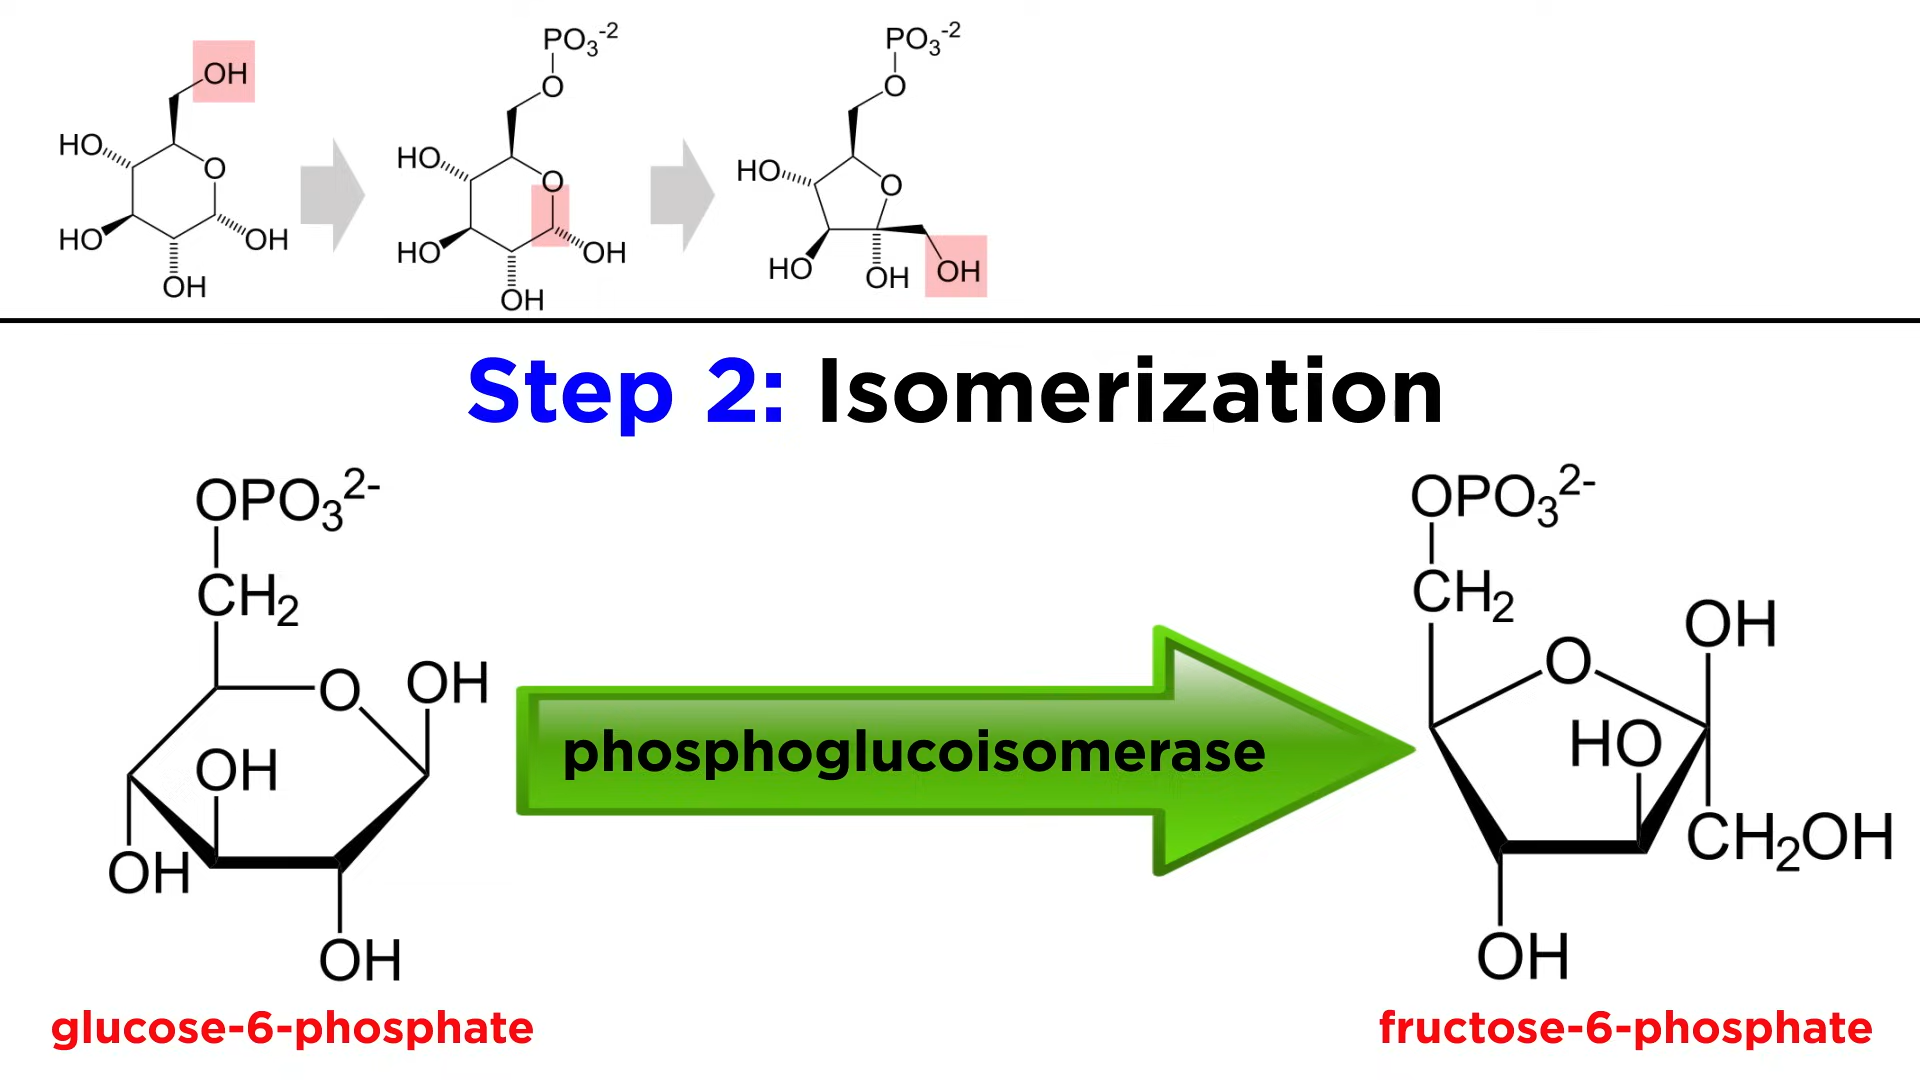 PO₃⁻²
PO₃⁻²
OH
O
O
HO
O
HO
O
HO
O
HO
OH
HO
OH
HO
OH
OH
OH
OH
Step 2: Isomerization
OPO₃²⁻
OPO₃²⁻
CH₂
CH₂
OH
O
OH
O
OH
HO
phosphoglucoisomerase
OH
CH₂OH
OH
OH
OH
glucose-6-phosphate
fructose-6-phosphate